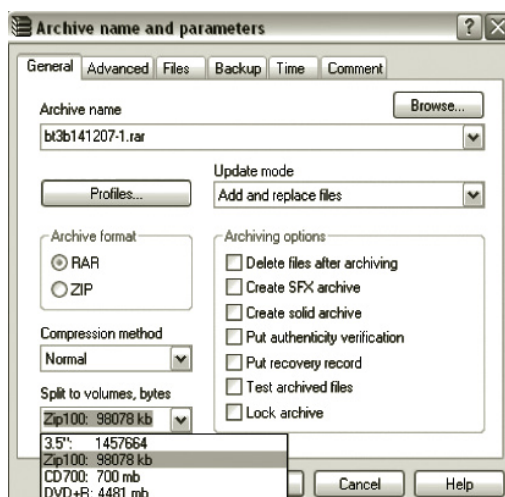 Archive name and parameters
General Advanced Files Backup Time Comment
Archive name
Browse...
bt3b141207-1.rar
Update mode
Profiles...
Add and replace files
Archive format
RAR
ZIP
Archiving options
Delete files after archiving
Create SFX archive
Create solid archive
Put authenticity verification
Put recovery record
Test archived files
Lock archive
Compression method
Normal
Split to volumes, bytes
Zip100: 98078 kb
3.5": 1457664
Zip100: 98078 kb
CD700: 700 mb
DVD+R: 4481 mb
Cancel Help